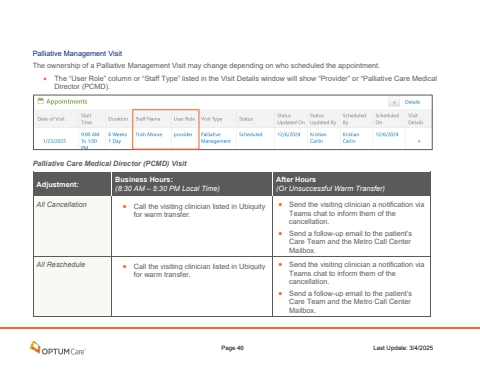 Palliative Management Visit
The ownership of a Palliative Management Visit may change depending on who scheduled the appointment.
• The "User Role" column or "Staff Type" listed in the Visit Details window will show "Provider" or "Palliative Care Medical Director
(PCMD).
Appointments + Details
Date of Visit Start Time Duration Staff Name User Role Visit Type Status Status Updated On Status Updated By Scheduled By Scheduled On Visit Details
1/23/2025 9:00 AM To 1:00 PM 6 Weeks 1 Day Trish Moore provider Palliative Management Scheduled 12/6/2024 Kristian Carlin Kristian Carlin 12/6/2024 >
Palliative Care Medical Director (PCMD) Visit
Adjustment: Business Hours: After Hours
(8:30 AM – 5:30 PM Local Time) (Or Unsuccessful Warm Transfer)
All Cancellation
• Call the visiting clinician listed in Ubiquity
for warm transfer.
• Send the visiting clinician a notification via
Teams chat to inform them of the
cancellation.
• Send a follow-up email to the patient's
Care Team and the Metro Call Center
Mailbox.
All Reschedule
• Call the visiting clinician listed in Ubiquity
for warm transfer.
• Send the visiting clinician a notification via
Teams chat to inform them of the
cancellation.
• Send a follow-up email to the patient's
Care Team and the Metro Call Center
Mailbox.
OPTUMCare Page 46 Last Update: 3/4/2025